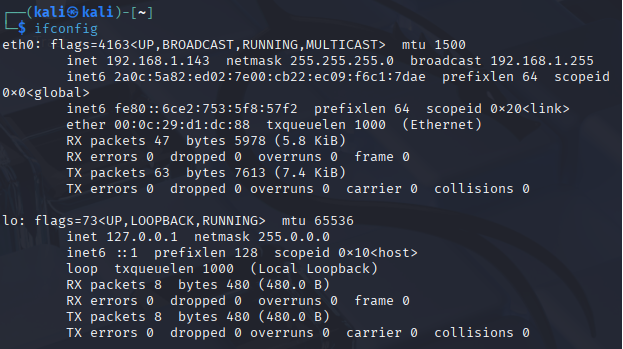 ┌──(kali㉿kali)-[~]
└─$ ifconfig
eth0: flags=4163<UP,BROADCAST,RUNNING,MULTICAST>  mtu 1500
        inet 192.168.1.143  netmask 255.255.255.0  broadcast 192.168.1.255
        inet6 2a0c:5a82:ed02:7e00:cb22:ec09:f6c1:7dae  prefixlen 64  scopeid
0×0<global>
        inet6 fe80::6ce2:753:5f8:57f2  prefixlen 64  scopeid 0×20<link>
        ether 00:0c:29:d1:dc:88  txqueuelen 1000  (Ethernet)
        RX packets 47  bytes 5978 (5.8 KiB)
        RX errors 0  dropped 0  overruns 0  frame 0
        TX packets 63  bytes 7613 (7.4 KiB)
        TX errors 0  dropped 0 overruns 0  carrier 0  collisions 0

lo: flags=73<UP,LOOPBACK,RUNNING>  mtu 65536
        inet 127.0.0.1  netmask 255.0.0.0
        inet6 ::1  prefixlen 128  scopeid 0×10<host>
        loop  txqueuelen 1000  (Local Loopback)
        RX packets 8  bytes 480 (480.0 B)
        RX errors 0  dropped 0  overruns 0  frame 0
        TX packets 8  bytes 480 (480.0 B)
        TX errors 0  dropped 0 overruns 0  carrier 0  collisions 0